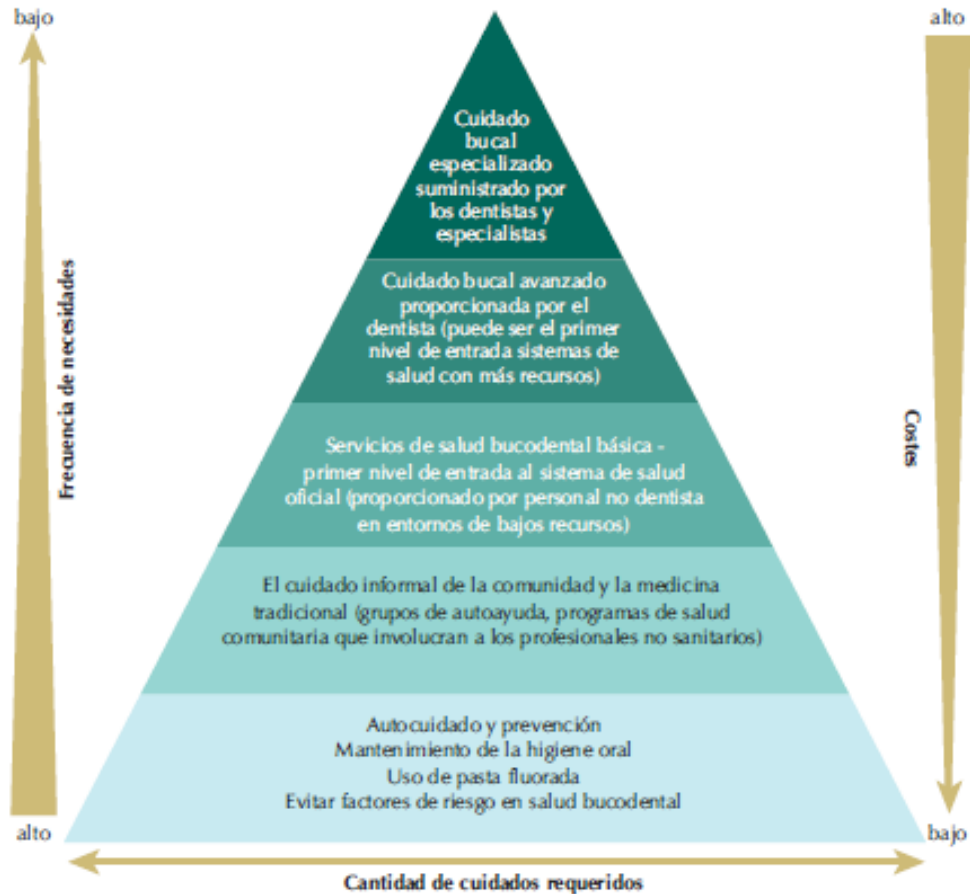 bajo
alto
Cuidado
bucal
especializado
suministrado por
los dentistas y
especialistas
Cuidado bucal avanzado
proporcionada por el
dentista (puede ser el primer
nivel de entrada sistemas de
salud con más recursos)
Servicios de salud bucodental básica -
primer nivel de entrada al sistema de salud
oficial (proporcionado por personal no dentista
en entornos de bajos recursos)
El cuidado informal de la comunidad y la medicina
tradicional (grupos de autoayuda, programas de salud
comunitaria que involucran a los profesionales no sanitarios)
Autocuidado y prevención
Mantenimiento de la higiene oral
Uso de pasta fluorada
Evitar factores de riesgo en salud bucodental
Frecuencia de necesidades
Costes
alto
bajo
Cantidad de cuidados requeridos